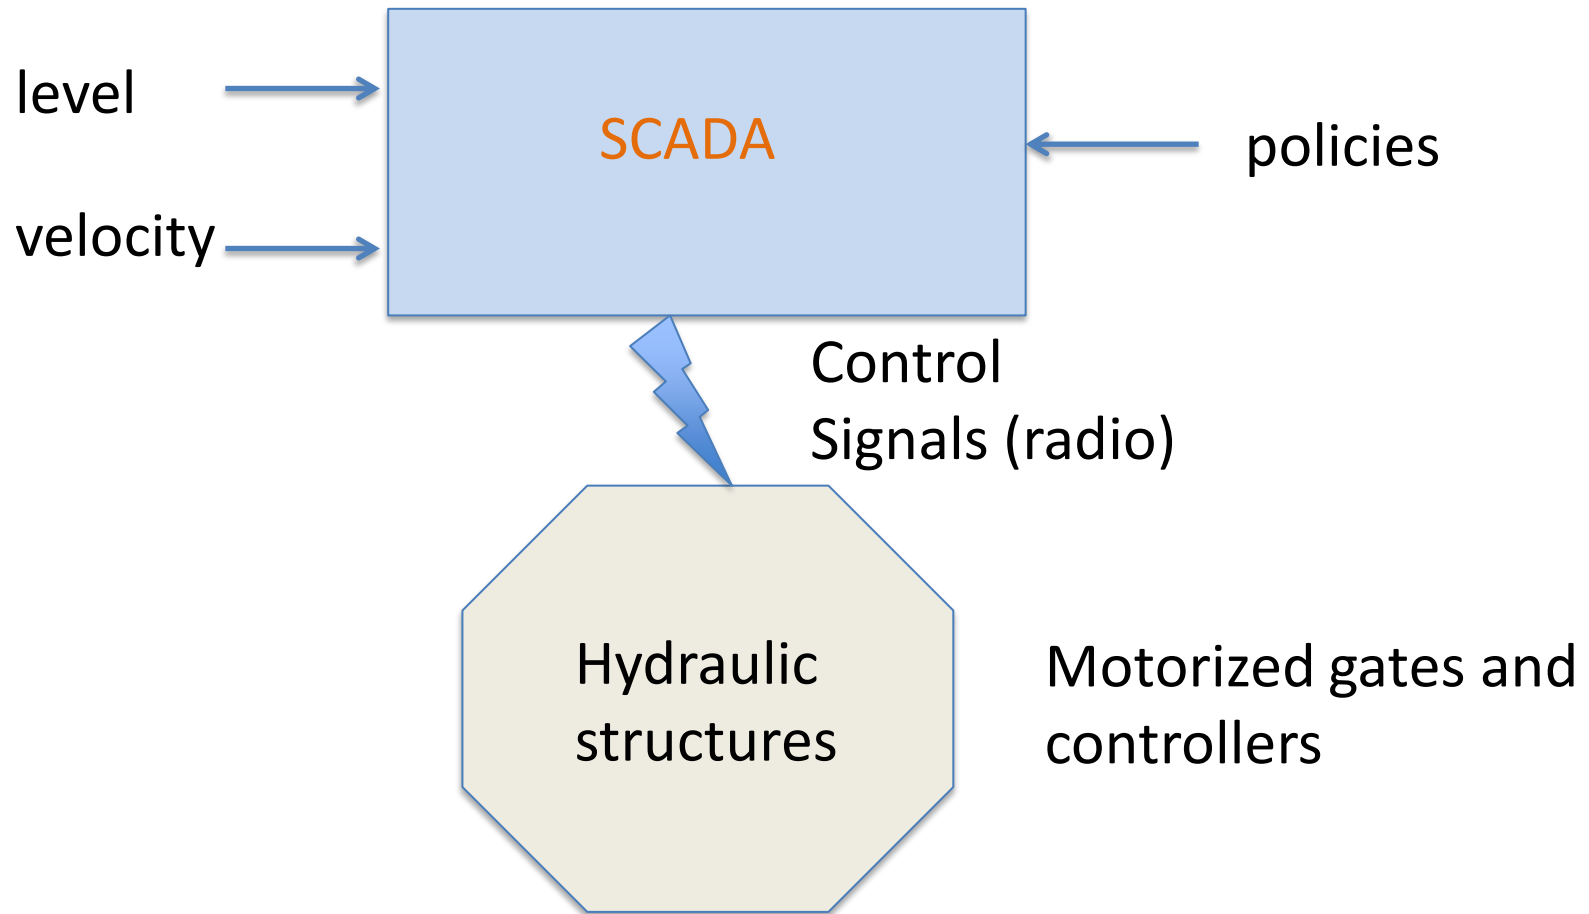 level
SCADA
policies
velocity
Control
Signals (radio)
Hydraulic
structures
Motorized gates and
controllers